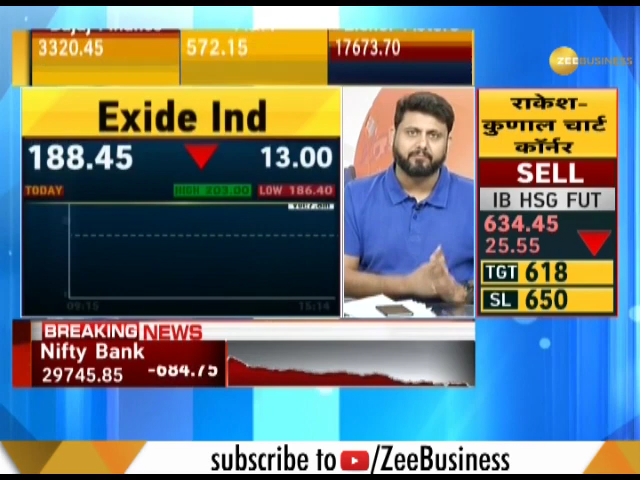 3320.45
572.15
17673.70
ZEEBUSINESS
Exide Ind
188.45
13.00
TODAY
HIGH 203.00
LOW 186.40
09:15
15:14
राकेश-
कुणाल चार्ट
कॉर्नर
SELL
IB HSG FUT
634.45
25.55
TGT 618
SL 650
BREAKING NEWS
Nifty Bank
29745.85
-684.75
subscribe to /ZeeBusiness